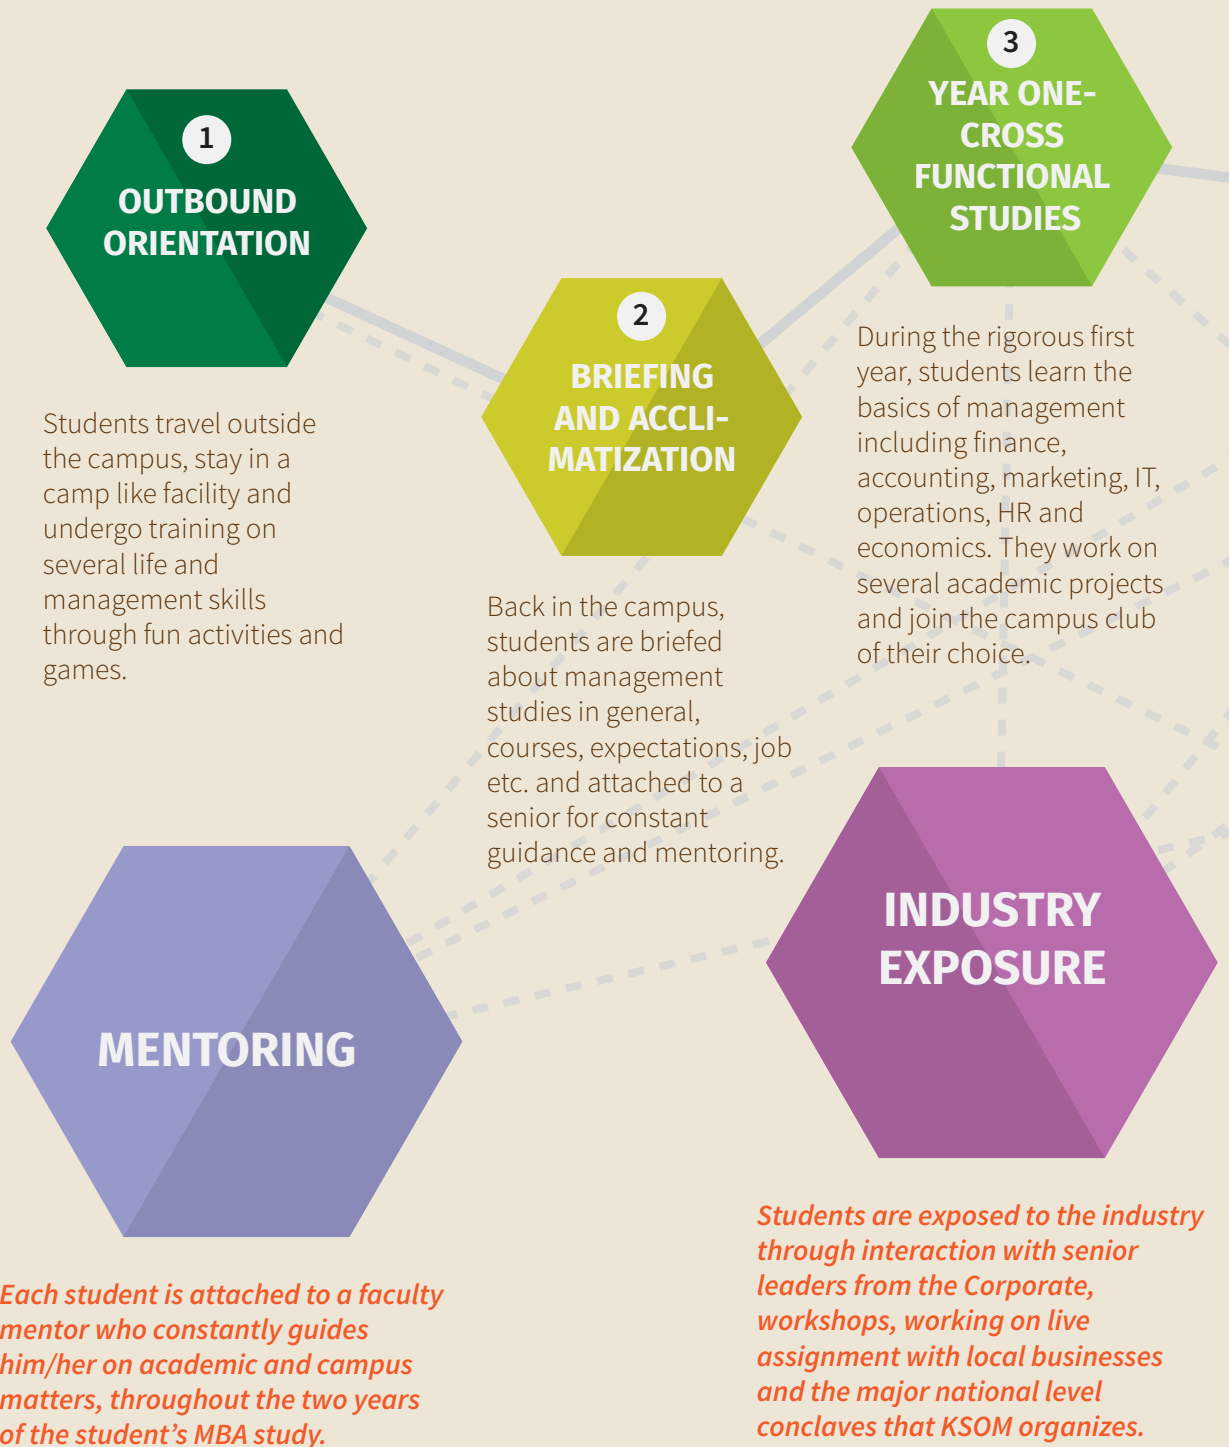 1
OUTBOUND
ORIENTATION
Students travel outside
the campus, stay in a
camp like facility and
undergo training on
several life and
management skills
through fun activities and
games.
2
BRIEFING
AND ACCLI-
MATIZATION
Back in the campus,
students are briefed
about management
studies in general,
courses, expectations, job
etc. and attached to a
senior for constant
guidance and mentoring.
3
YEAR ONE-
CROSS
FUNCTIONAL
STUDIES
During the rigorous first
year, students learn the
basics of management
including finance,
accounting, marketing, IT,
operations, HR and
economics. They work on
several academic projects
and join the campus club
of their choice.
MENTORING
Each student is attached to a faculty
mentor who constantly guides
him/her on academic and campus
matters, throughout the two years
of the student's MBA study.
INDUSTRY
EXPOSURE
Students are exposed to the industry
through interaction with senior
leaders from the Corporate,
workshops, working on live
assignment with local businesses
and the major national level
conclaves that KSOM organizes.